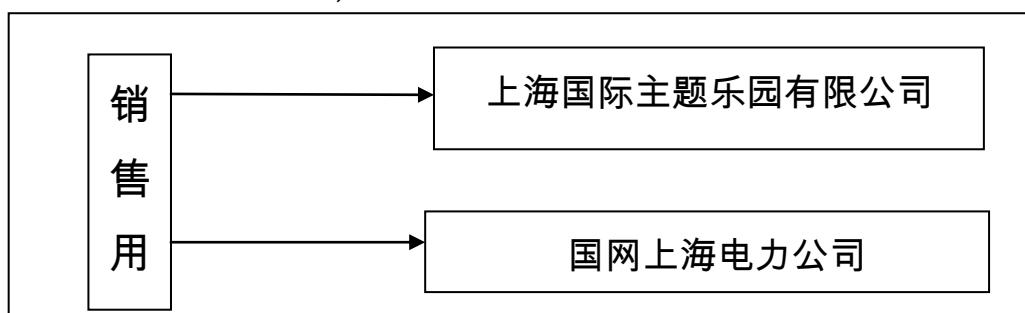 销
售
用
上海国际主题乐园有限公司
国网上海电力公司